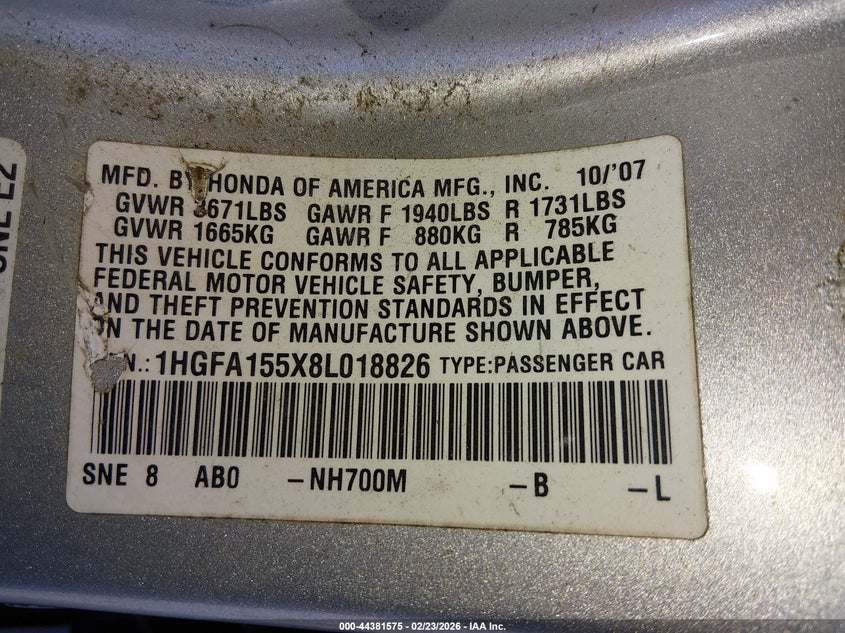 SNE E2
MFD. BY HONDA OF AMERICA MFG., INC. 10/'07
GVWR 3671LBS GAWR F 1940LBS R 1731LBS
GVWR 1665KG GAWR F 880KG R 785KG
THIS VEHICLE CONFORMS TO ALL APPLICABLE
FEDERAL MOTOR VEHICLE SAFETY, BUMPER,
AND THEFT PREVENTION STANDARDS IN EFFECT
ON THE DATE OF MANUFACTURE SHOWN ABOVE.
N.: 1HGFA155X8L018826 TYPE:PASSENGER CAR
SNE 8 AB0 -NH700M -B -L
000-44381575 - 02/23/2026 - IAA Inc.